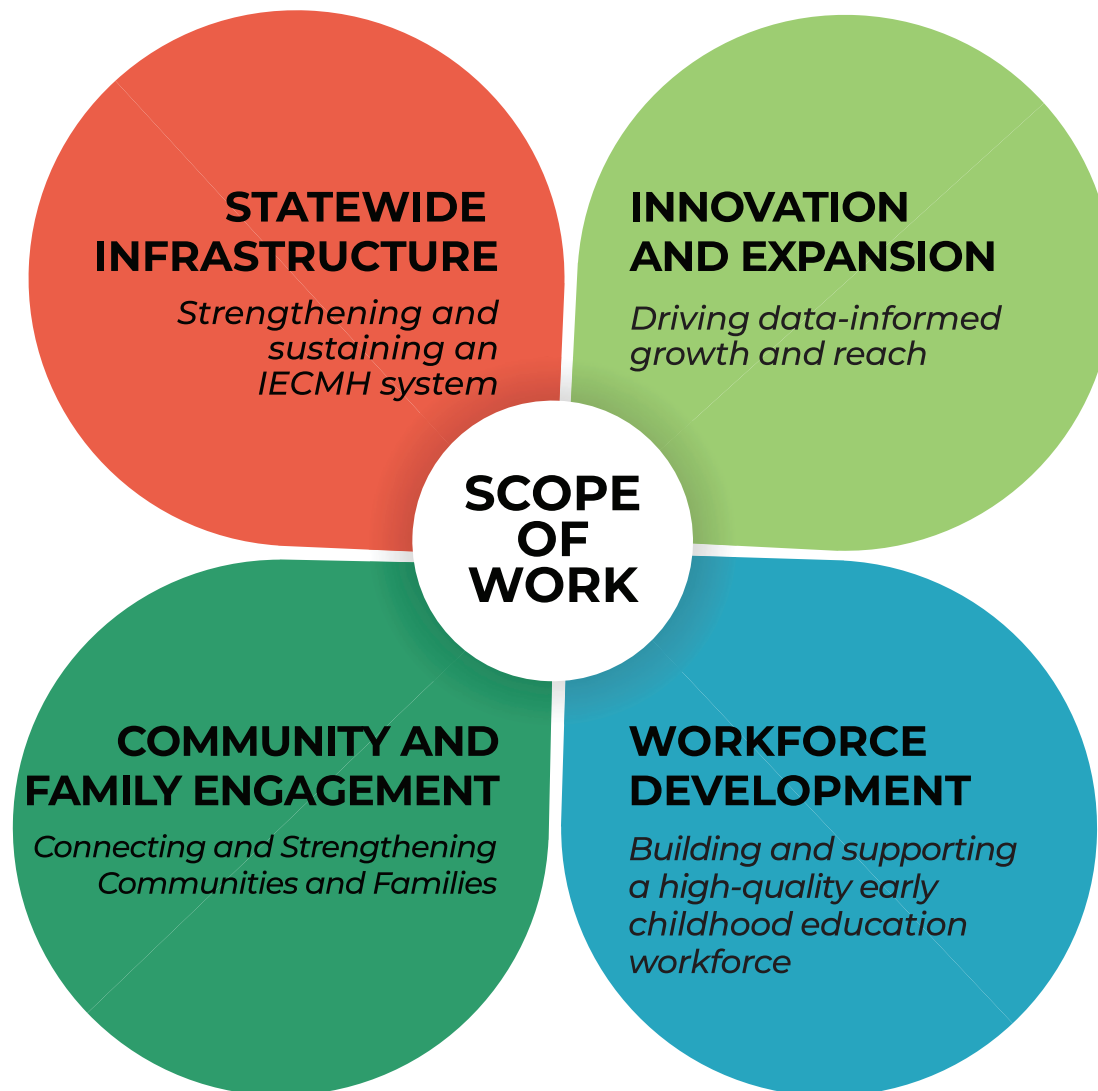 STATEWIDE
INFRASTRUCTURE
Strengthening and
sustaining an
IECMH system
INNOVATION
AND EXPANSION
Driving data-informed
growth and reach
SCOPE
OF
WORK
COMMUNITY AND
FAMILY ENGAGEMENT
Connecting and Strengthening
Communities and Families
WORKFORCE
DEVELOPMENT
Building and supporting
a high-quality early
childhood education
workforce